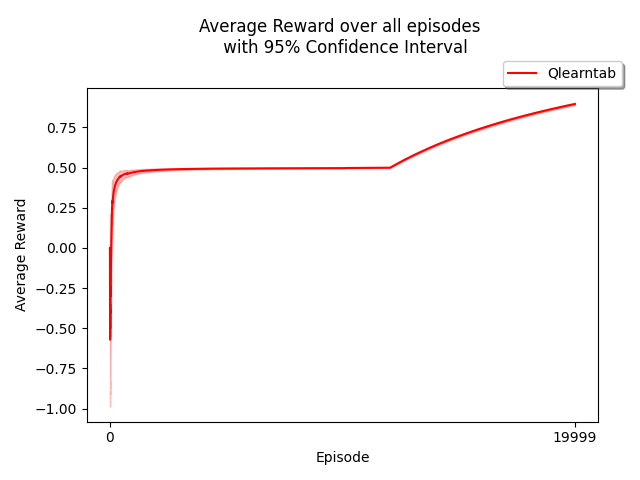 Average Reward over all episodes
with 95% Confidence Interval
Qlearntab
0.75
0.50
0.25
0.00
−0.25
−0.50
−0.75
−1.00
Average Reward
0 19999
Episode